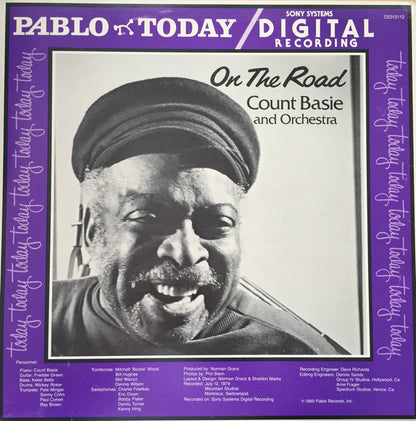 PABLO TODAY / SONY SYSTEMS
DIGITAL
RECORDING
D2312112
On The Road
Count Basie
and Orchestra
today today today today today today today today
today today today today today today
Personnel:
Piano: Count Basie
Guitar: Freddie Green
Bass: Keter Betts
Drums: Mickey Roker
Trumpets: Pete Minger
Sonny Cohn
Paul Cohen
Ray Brown
Trombones: Mitchell 'Bootie' Wood
Bill Hughes
Mel Wanzo
Dennis Wilson
Saxophones: Charlie Fowlkes
Eric Dixon
Bobby Plater
Danny Turner
Kenny Hing
Produced by: Norman Granz
Photos by: Phil Stern
Layout & Design: Norman Granz & Sheldon Marks
Recorded: July 12, 1979
Mountain Studios
Montreux, Switzerland
Recorded on: Sony Systems Digital Recording
Recording Engineer: Dave Richards
Editing Engineers: Dennis Sands
Group IV Studios, Hollywood, Ca.
Arne Frager
Spectrum Studios, Venice, Ca.
℗ 1980 Pablo Records, Inc.